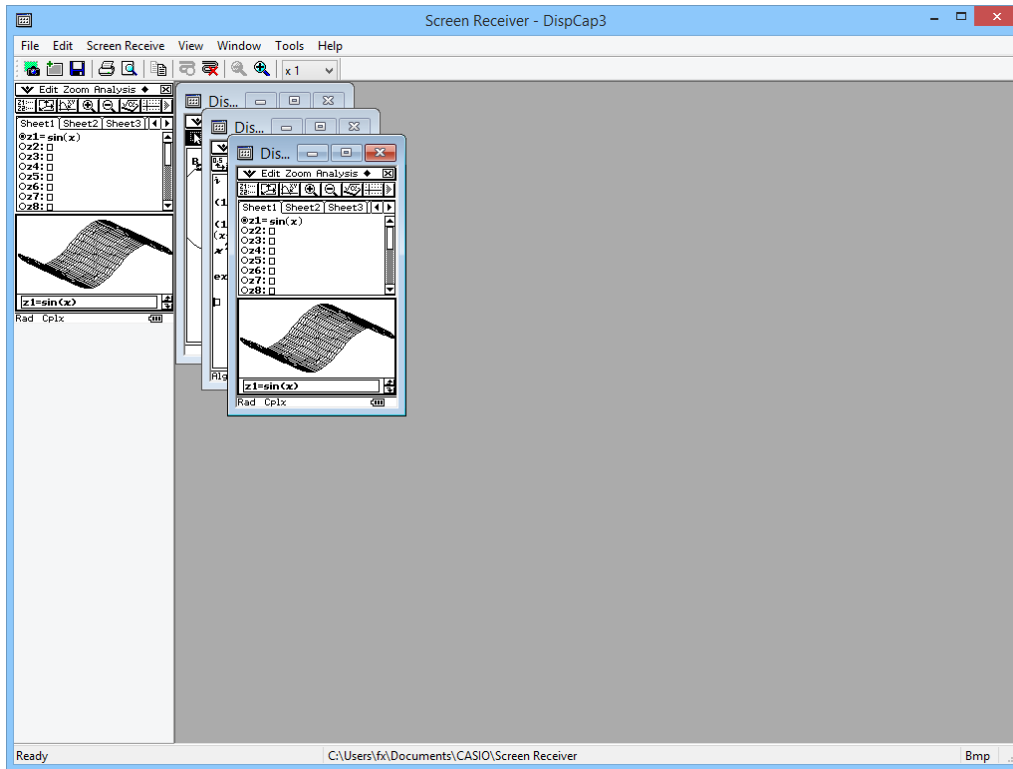 Screen Receiver - DispCap3
File Edit Screen Receive View Window Tools Help
x 1
Edit Zoom Analysis ◆
Sheet1 Sheet2 Sheet3
z1=sin(x)
z2:
z3:
z4:
z5:
z6:
z7:
z8:
z1=sin(x)
Rad Cplx
Dis...
Dis...
Alg
Dis...
Edit Zoom Analysis ◆
Sheet1 Sheet2 Sheet3
z1=sin(x)
z2:
z3:
z4:
z5:
z6:
z7:
z8:
z1=sin(x)
Rad Cplx
Ready C:\Users\fx\Documents\CASIO\Screen Receiver Bmp